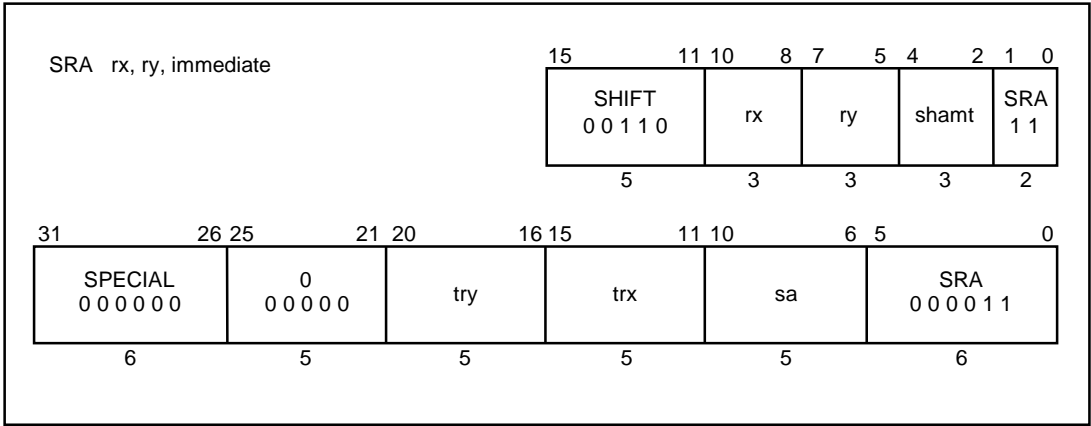 SRA rx, ry, immediate
15 11 10 8 7 5 4 2 1 0
SHIFT
0 0 1 1 0
rx
ry
shamt
SRA
1 1
5 3 3 3 2
31 26 25 21 20 16 15 11 10 6 5 0
SPECIAL
0 0 0 0 0 0
0
0 0 0 0 0
try
trx
sa
SRA
0 0 0 0 1 1
6 5 5 5 5 6